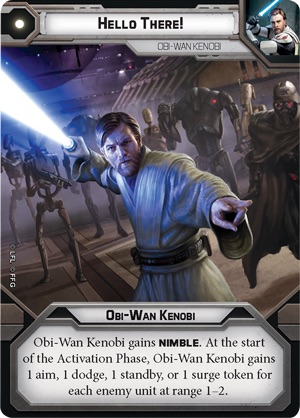 Hello There!
Obi-Wan Kenobi
© LFL © FFG
Obi-Wan Kenobi
Obi-Wan Kenobi gains NIMBLE. At the start
of the Activation Phase, Obi-Wan Kenobi gains
1 aim, 1 dodge, 1 standby, or 1 surge token for
each enemy unit at range 1–2.